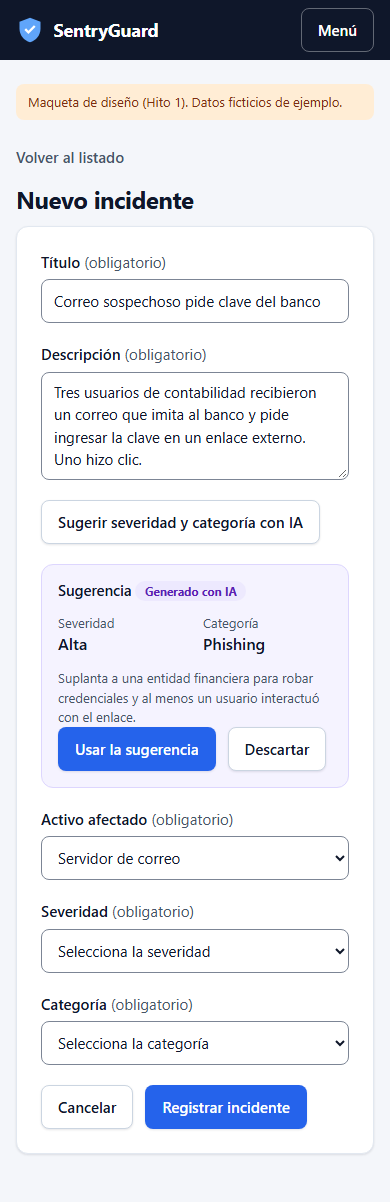 SentryGuard
Menú
Maqueta de diseño (Hito 1). Datos ficticios de ejemplo.
Volver al listado
Nuevo incidente
Título (obligatorio)
Correo sospechoso pide clave del banco
Descripción (obligatorio)
Tres usuarios de contabilidad recibieron
un correo que imita al banco y pide
ingresar la clave en un enlace externo.
Uno hizo clic.
Sugerir severidad y categoría con IA
Sugerencia Generado con IA
Severidad Categoría
Alta Phishing
Suplanta a una entidad financiera para robar
credenciales y al menos un usuario interactuó
con el enlace.
Usar la sugerencia Descartar
Activo afectado (obligatorio)
Servidor de correo
Severidad (obligatorio)
Selecciona la severidad
Categoría (obligatorio)
Selecciona la categoría
Cancelar Registrar incidente